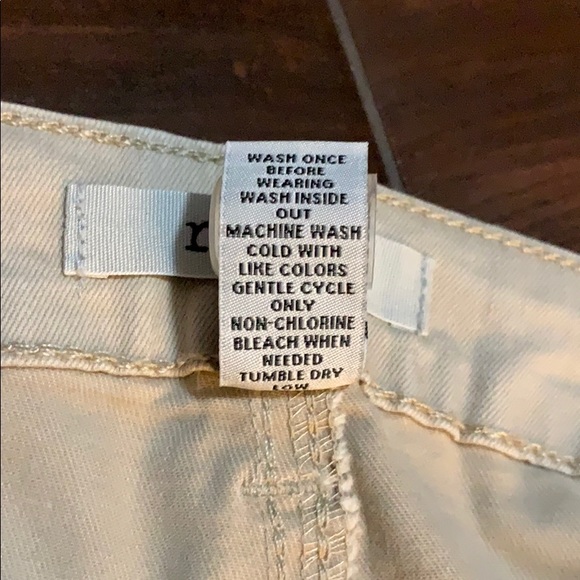 WASH ONCE
BEFORE
WEARING
WASH INSIDE
OUT
MACHINE WASH
COLD WITH
LIKE COLORS
GENTLE CYCLE
ONLY
NON-CHLORINE
BLEACH WHEN
NEEDED
TUMBLE DRY
LOW